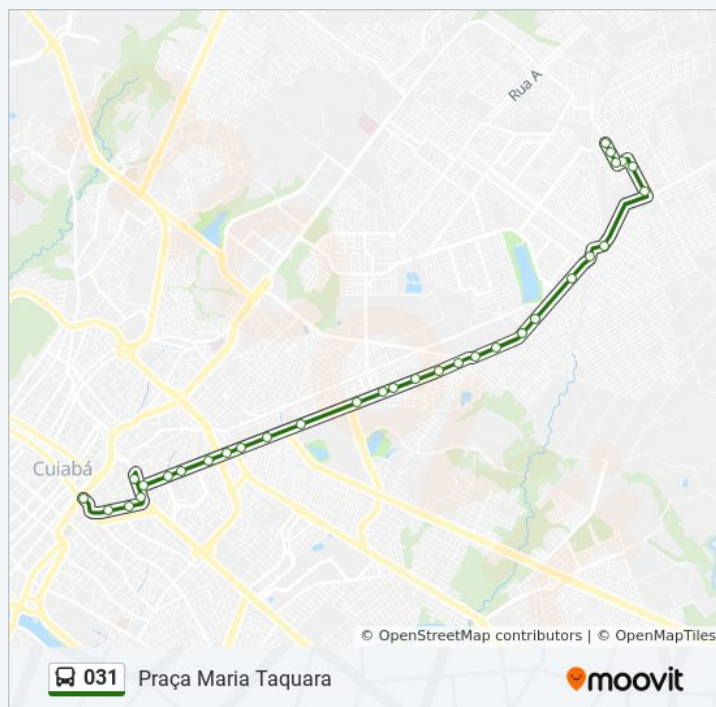 Rua A
Cuiabá
© OpenStreetMap contributors | © OpenMapTiles
031 Praça Maria Taquara
moovit